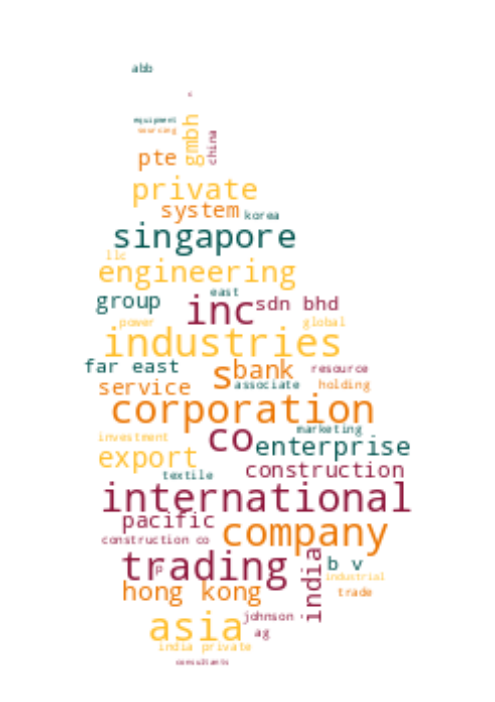 abb
c
equipment
sourcing
gmbh
china
pte
private
system
korea
singapore
llc
engineering
east
group
inc
sdn bhd
power
global
industries
far east
s
bank
resource
service
associate
holding
corporation
marketing
investment
co
enterprise
export
construction
textile
international
pacific
company
construction co
trading
p
india
b v
industrial
hong kong
trade
asia
johnson
ag
india private
consultants